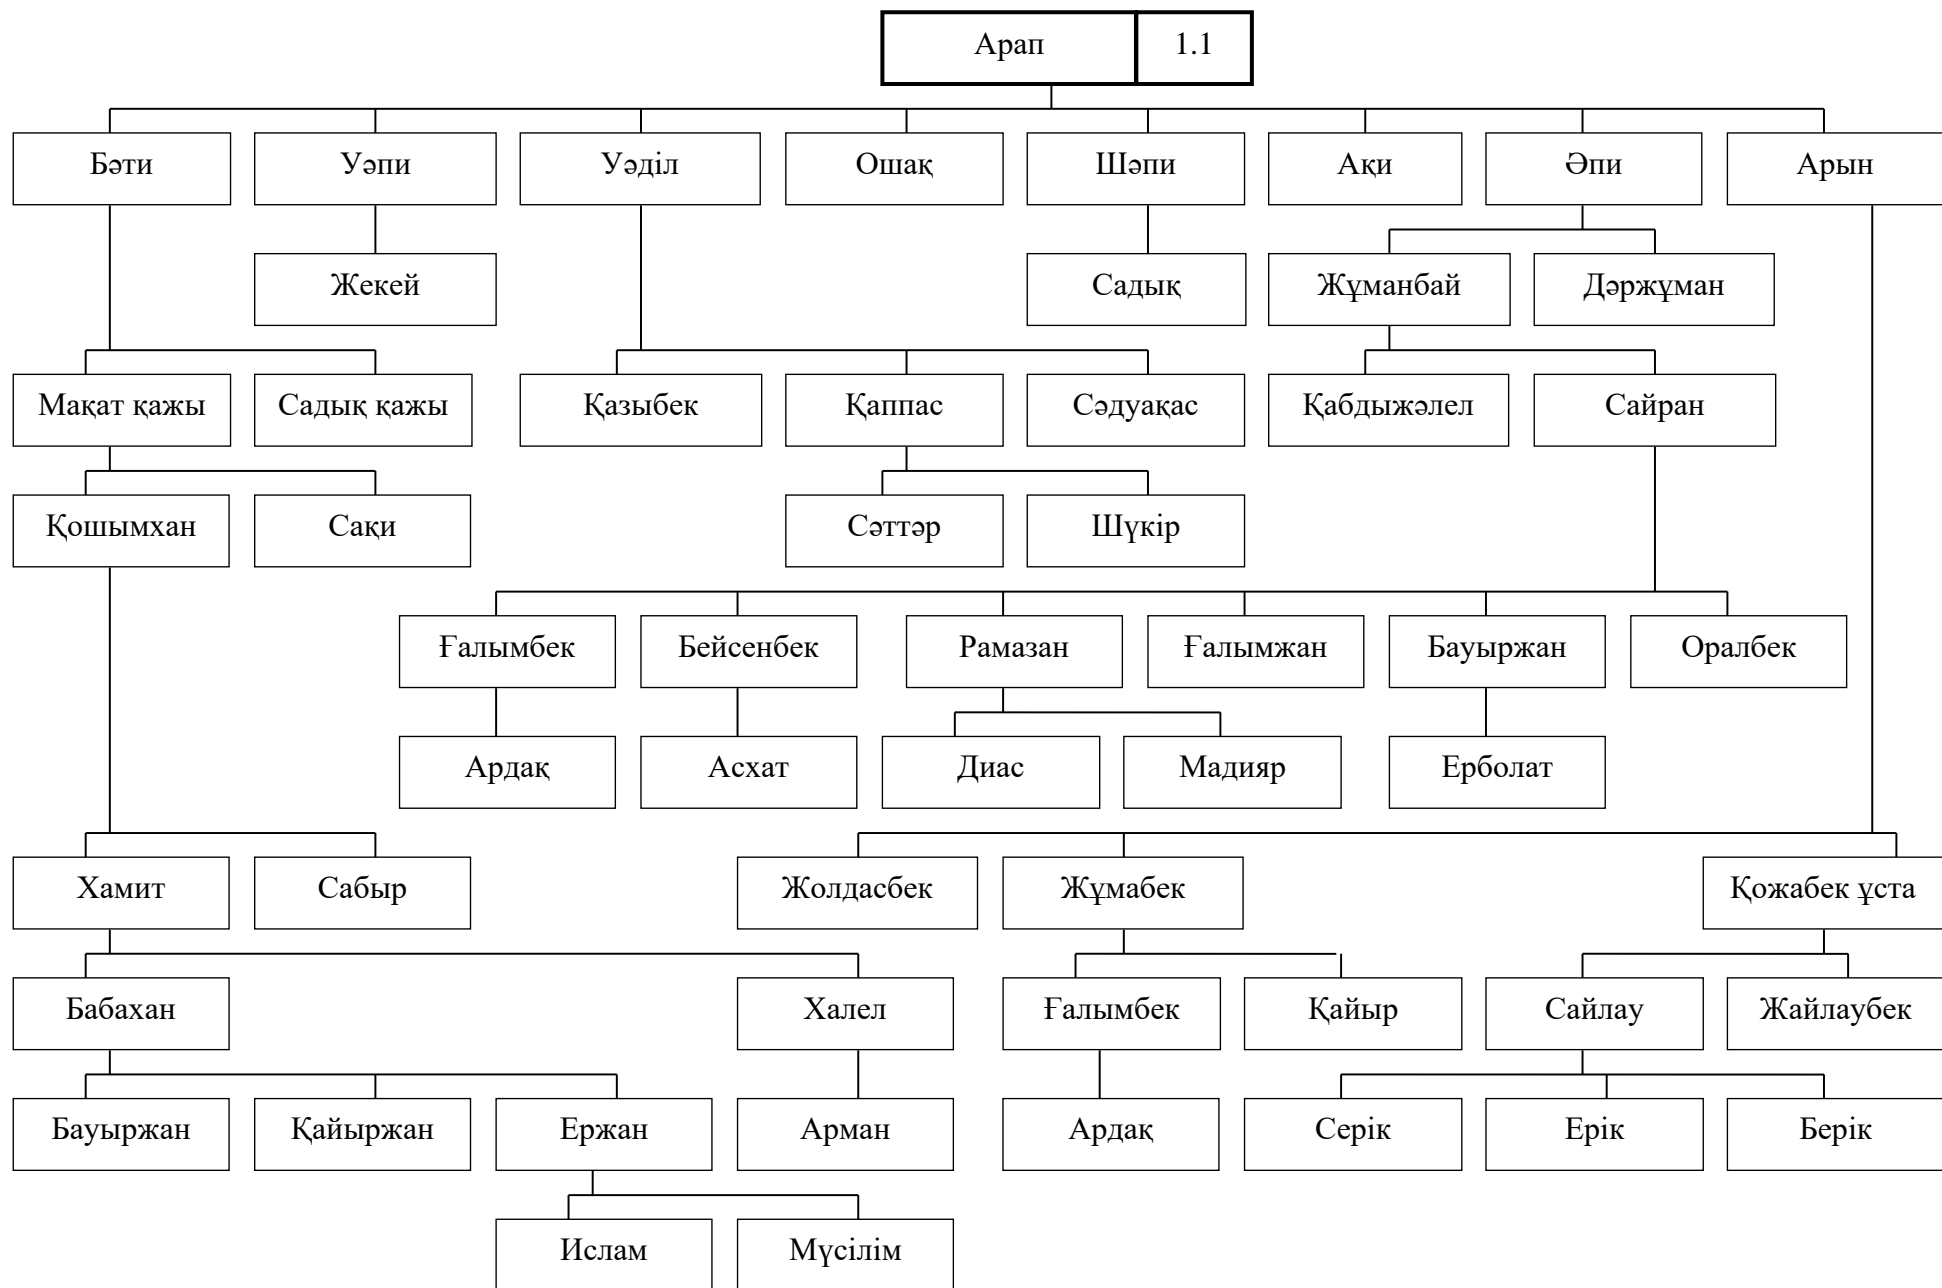 Арап 1.1
Бәти Уәпи Уәділ Ошақ Шәпи Ақи Әпи Арын
Жекей Садық Жұманбай Дәржұман
Мақат қажы Садық қажы Қазыбек Қаппас Сәдуақас Қабдыжәлел Сайран
Қошымхан Сақи Сәттәр Шүкір
Ғалымбек Бейсенбек Рамазан Ғалымжан Бауыржан Оралбек
Ардақ Асхат Диас Мадияр Ерболат
Хамит Сабыр Жолдасбек Жұмабек Қожабек ұста
Бабахан Халел Ғалымбек Қайыр Сайлау Жайлаубек
Бауыржан Қайыржан Ержан Арман Ардақ Серік Ерік Берік
Ислам Мүсілім